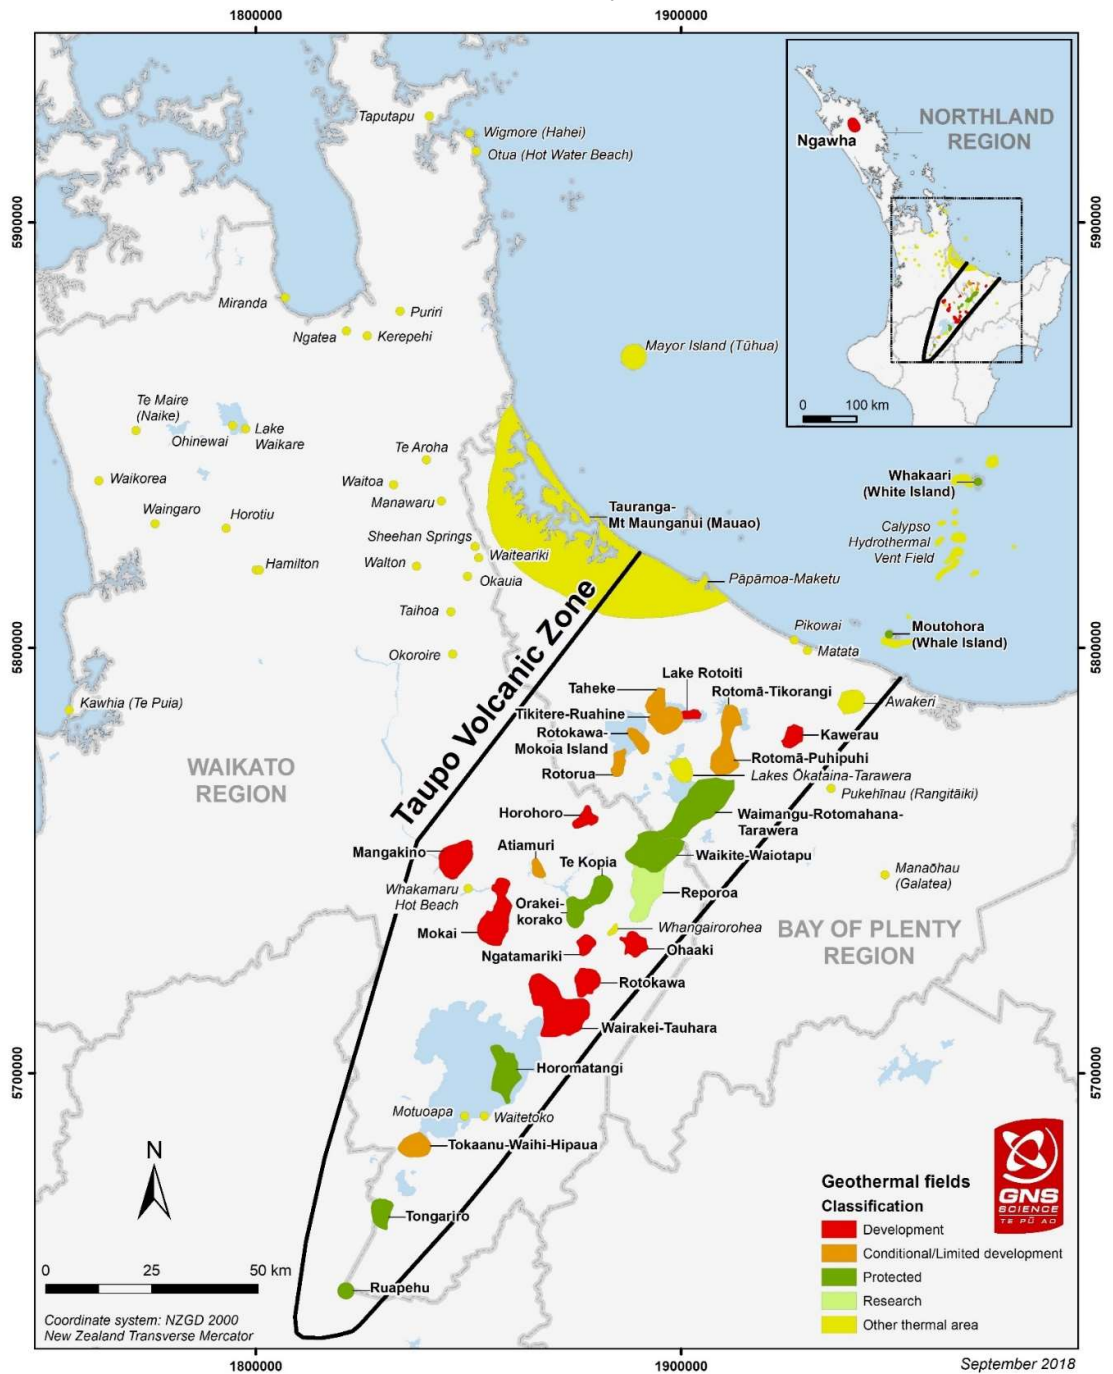 1800000
1900000
Taputapu
Wigmore (Hahei)
Otua (Hot Water Beach)
NORTHLAND
REGION
Ngawha
0
100 km
5900000
5900000
Miranda
Puriri
Ngatea
Kerepehi
Mayor Island (Tūhua)
Te Maire
(Naike)
Ohinewai
Lake
Waikare
Te Aroha
Waikorea
Waitoa
Manawaru
Whakaari
(White Island)
Waingaro
Horotiu
Tauranga-
Mt Maunganui (Mauao)
Calypso
Hydrothermal
Vent Field
Sheehan Springs
Waiteariki
Hamilton
Walton
Okauia
Pāpāmoa-Maketu
Taihoa
Pikowai
Moutohora
(Whale Island)
Matata
Okoroire
5800000
5800000
Taupo Volcanic Zone
Lake Rotoiti
Taheke
Rotomā-Tikorangi
Kawhia (Te Puia)
Awakeri
Tikitere-Ruahine
Rotokawa-
Mokoia Island
Kawerau
Rotomā-Puhipuhi
WAIKATO
REGION
Rotorua
Lakes Ōkataina-Tarawera
Pukehīnau (Rangitāiki)
Horohoro
Waimangu-Rotomahana-
Tarawera
Mangakino
Atiamuri
Te Kopia
Waikite-Waiotapu
Manaōhau
(Galatea)
Whakamaru
Hot Beach
Orakei-
korako
Reporoa
Mokai
Whangairorohea
BAY OF PLENTY
REGION
Ngatamariki
Ohaaki
Rotokawa
Wairakei-Tauhara
5700000
5700000
Horomatangi
Motuoapa
Waitetoko
Tokaanu-Waihi-Hipaua
N
Tongariro
Ruapehu
0
25
50 km
Coordinate system: NZGD 2000
New Zealand Transverse Mercator
GNS
SCIENCE
TE PŪ AO
Geothermal fields
Classification
Development
Conditional/Limited development
Protected
Research
Other thermal area
1800000
1900000
September 2018